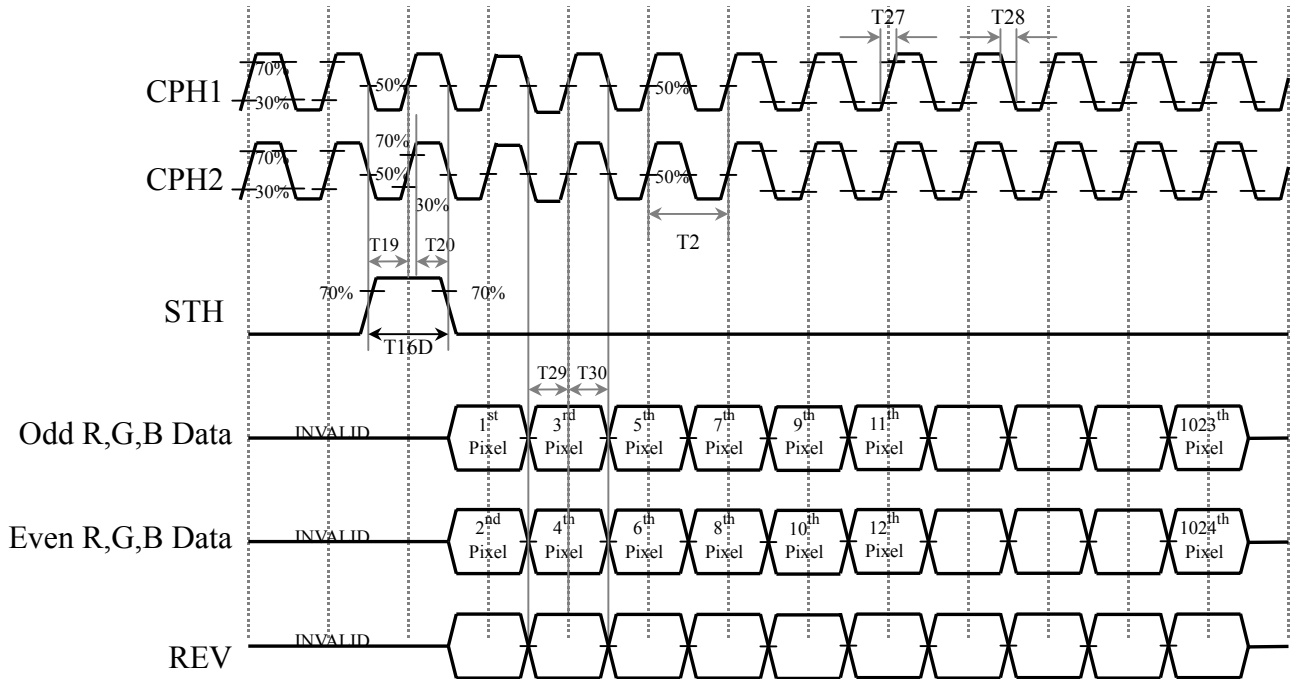 T27
T28
70%
50%
50%
CPH1
30%
70%
70%
50%
50%
CPH2
30%
30%
T2
T19
T20
70%
70%
STH
T16D
T29
T30
1st
3rd
5th
7th
9th
11th
1023th
Odd R,G,B Data
INVALID
Pixel
Pixel
Pixel
Pixel
Pixel
Pixel
Pixel
2nd
4th
6th
8th
10th
12th
1024th
Even R,G,B Data
INVALID
Pixel
Pixel
Pixel
Pixel
Pixel
Pixel
Pixel
REV
INVALID